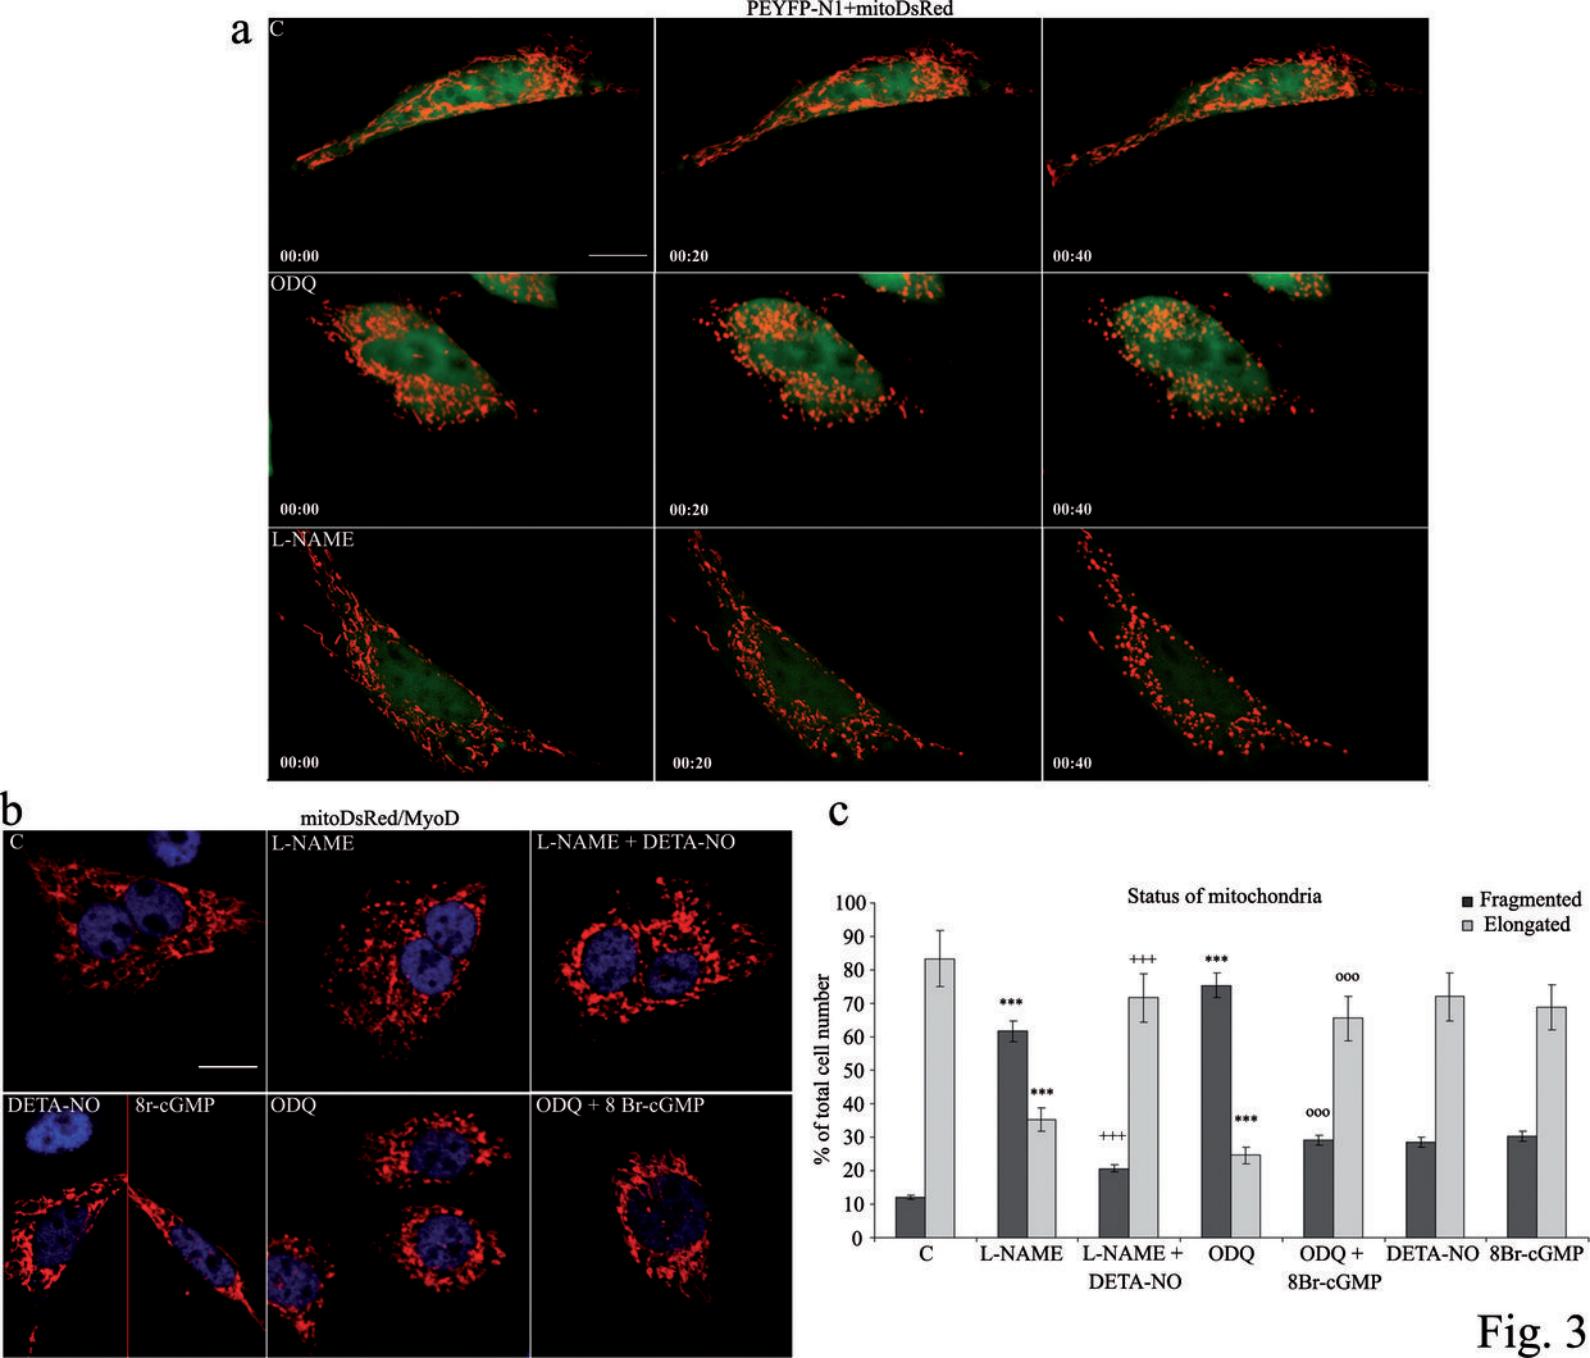 PEYFP-N1+mitoDsRed
a
C
00:00
00:20
00:40
ODQ
00:00
00:20
00:40
L-NAME
00:00
00:20
00:40
b
mitoDsRed/MyoD
C
L-NAME
L-NAME + DETA-NO
DETA-NO
8r-cGMP
ODQ
ODQ + 8 Br-cGMP
c
Status of mitochondria
Fragmented
Elongated
% of total cell number
100
90
80
70
60
50
40
30
20
10
0
***
***
+++
+++
***
***
ooo
ooo
C
L-NAME
L-NAME +
DETA-NO
ODQ
ODQ +
8Br-cGMP
DETA-NO
8Br-cGMP
Fig. 3